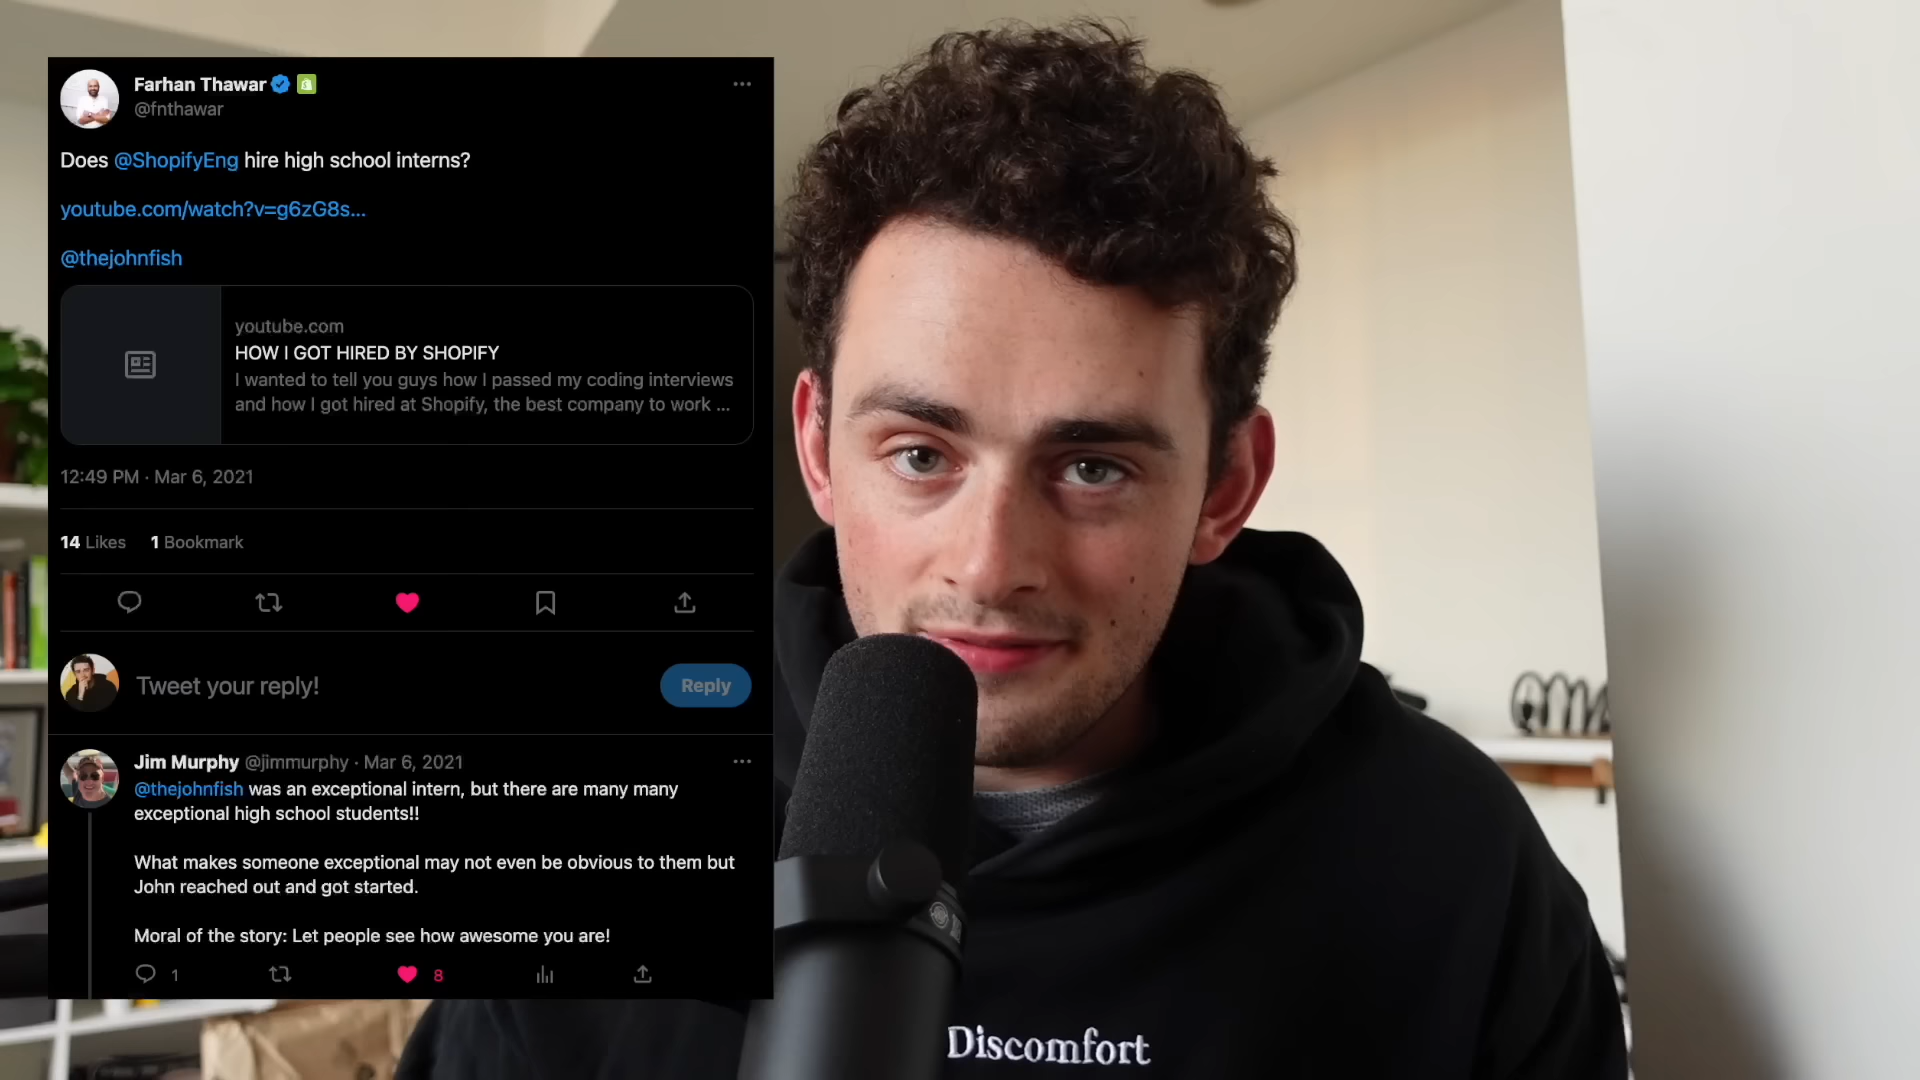 Farhan Thawar
@fnthawar
Does @ShopifyEng hire high school interns?
youtube.com/watch?v=g6zG8s...
@thejohnfish
youtube.com
HOW I GOT HIRED BY SHOPIFY
I wanted to tell you guys how I passed my coding interviews
and how I got hired at Shopify, the best company to work ...
12:49 PM · Mar 6, 2021
14 Likes 1 Bookmark
Tweet your reply!
Reply
Jim Murphy @jimmurphy · Mar 6, 2021
@thejohnfish was an exceptional intern, but there are many many
exceptional high school students!!
What makes someone exceptional may not even be obvious to them but
John reached out and got started.
Moral of the story: Let people see how awesome you are!
1
8
Discomfort